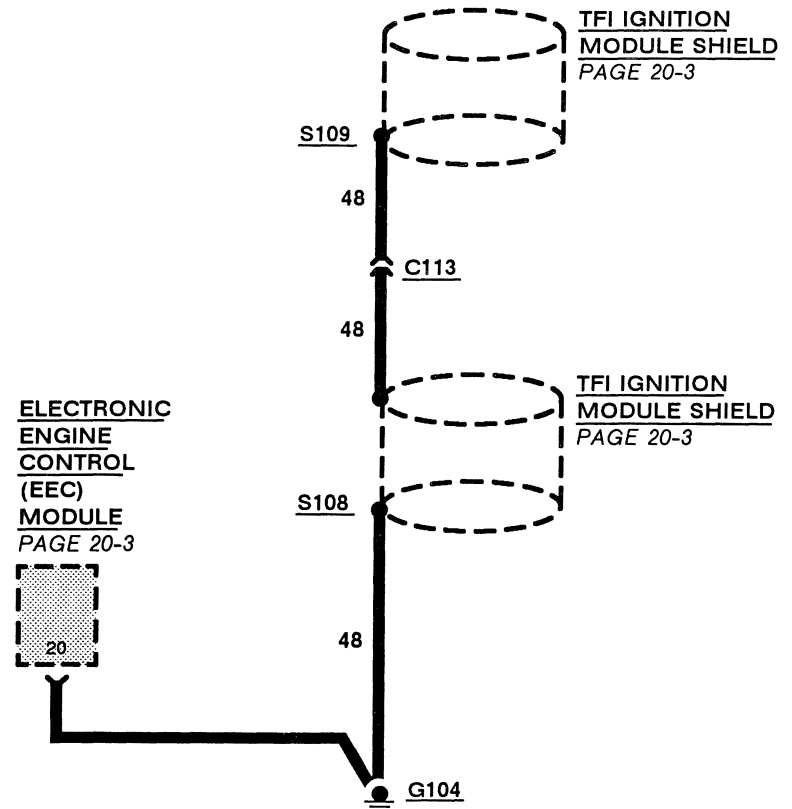 TFI IGNITION
MODULE SHIELD
PAGE 20-3
S109
48
C113
48
TFI IGNITION
MODULE SHIELD
PAGE 20-3
ELECTRONIC
ENGINE
CONTROL
(EEC)
MODULE
PAGE 20-3
S108
20
48
G104